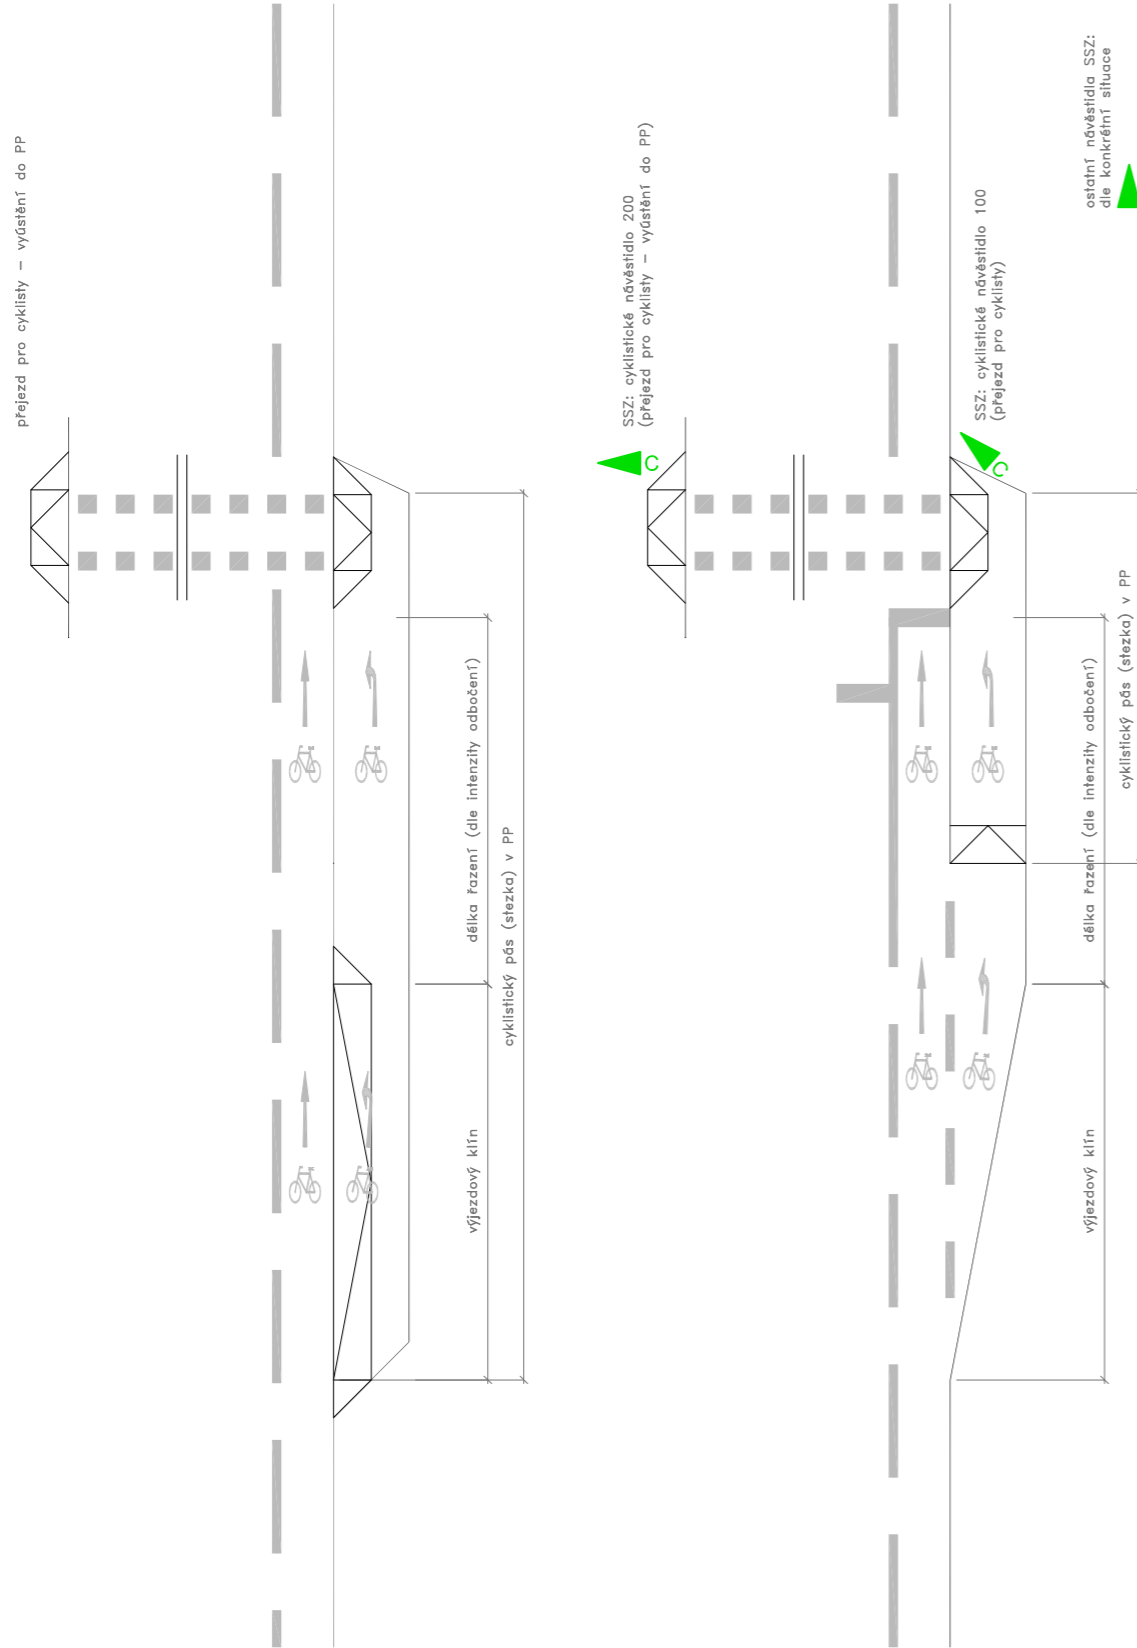 přejezd pro cyklisty – vyústění do PP
délka řazení (dle intenzity odbočení)
výjezdový klín
cyklistický pás (stezka) v PP
SSZ: cyklistické návěstidlo 200
(přejezd pro cyklisty – vyústění do PP)
C
SSZ: cyklistické návěstidlo 100
(přejezd pro cyklisty)
C
délka řazení (dle intenzity odbočení)
výjezdový klín
ostatní návěstidla SSZ:
dle konkrétní situace
cyklistický pás (stezka) v PP